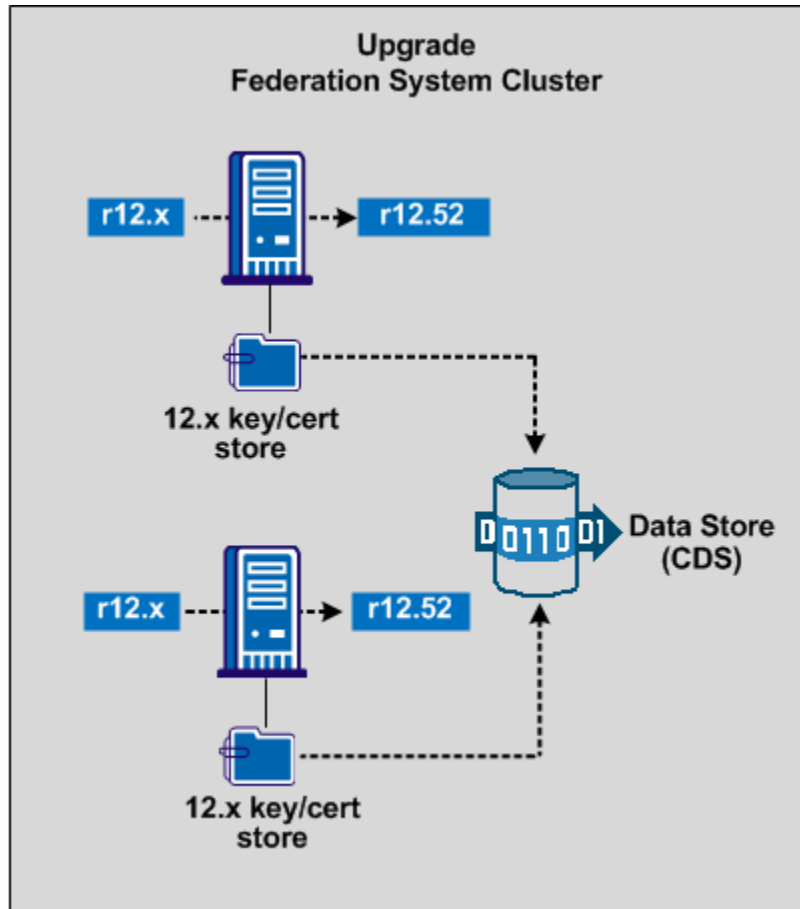 Upgrade
Federation System Cluster
r12.x
r12.52
12.x key/cert
store
D 0110 D1
Data Store
(CDS)
r12.x
r12.52
12.x key/cert
store